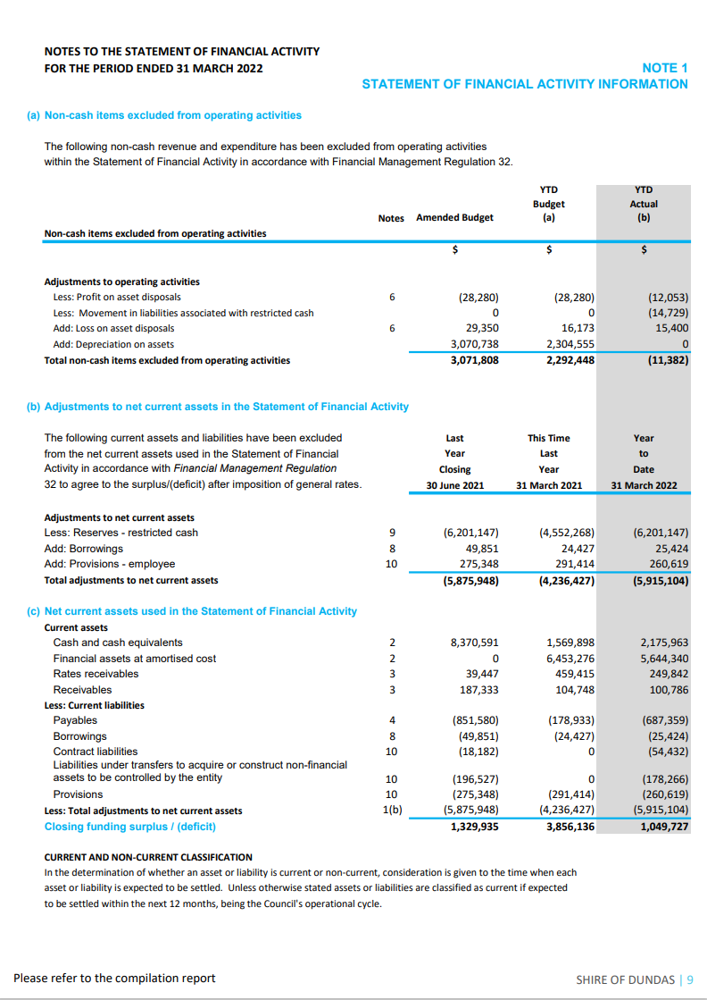 NOTES TO THE STATEMENT OF FINANCIAL ACTIVITY
FOR THE PERIOD ENDED 31 MARCH 2022
NOTE 1
STATEMENT OF FINANCIAL ACTIVITY INFORMATION
(a) Non-cash items excluded from operating activities
The following non-cash revenue and expenditure has been excluded from operating activities
within the Statement of Financial Activity in accordance with Financial Management Regulation 32.
YTD YTD
Budget Actual
Notes Amended Budget (a) (b)
Non-cash items excluded from operating activities
$ $ $
Adjustments to operating activities
Less: Profit on asset disposals 6 (28,280) (28,280) (12,053)
Less: Movement in liabilities associated with restricted cash 0 0 (14,729)
Add: Loss on asset disposals 6 29,350 16,173 15,400
Add: Depreciation on assets 3,070,738 2,304,555 0
Total non-cash items excluded from operating activities 3,071,808 2,292,448 (11,382)
(b) Adjustments to net current assets in the Statement of Financial Activity
The following current assets and liabilities have been excluded Last This Time Year
from the net current assets used in the Statement of Financial Year Last to
Activity in accordance with Financial Management Regulation Closing Year Date
32 to agree to the surplus/(deficit) after imposition of general rates. 30 June 2021 31 March 2021 31 March 2022
Adjustments to net current assets
Less: Reserves - restricted cash 9 (6,201,147) (4,552,268) (6,201,147)
Add: Borrowings 8 49,851 24,427 25,424
Add: Provisions - employee 10 275,348 291,414 260,619
Total adjustments to net current assets (5,875,948) (4,236,427) (5,915,104)
(c) Net current assets used in the Statement of Financial Activity
Current assets
Cash and cash equivalents 2 8,370,591 1,569,898 2,175,963
Financial assets at amortised cost 2 0 6,453,276 5,644,340
Rates receivables 3 39,447 459,415 249,842
Receivables 3 187,333 104,748 100,786
Less: Current liabilities
Payables 4 (851,580) (178,933) (687,359)
Borrowings 8 (49,851) (24,427) (25,424)
Contract liabilities 10 (18,182) 0 (54,432)
Liabilities under transfers to acquire or construct non-financial
assets to be controlled by the entity 10 (196,527) 0 (178,266)
Provisions 10 (275,348) (291,414) (260,619)
Less: Total adjustments to net current assets 1(b) (5,875,948) (4,236,427) (5,915,104)
Closing funding surplus / (deficit) 1,329,935 3,856,136 1,049,727
CURRENT AND NON-CURRENT CLASSIFICATION
In the determination of whether an asset or liability is current or non-current, consideration is given to the time when each
asset or liability is expected to be settled. Unless otherwise stated assets or liabilities are classified as current if expected
to be settled within the next 12 months, being the Council's operational cycle.
Please refer to the compilation report
SHIRE OF DUNDAS | 9